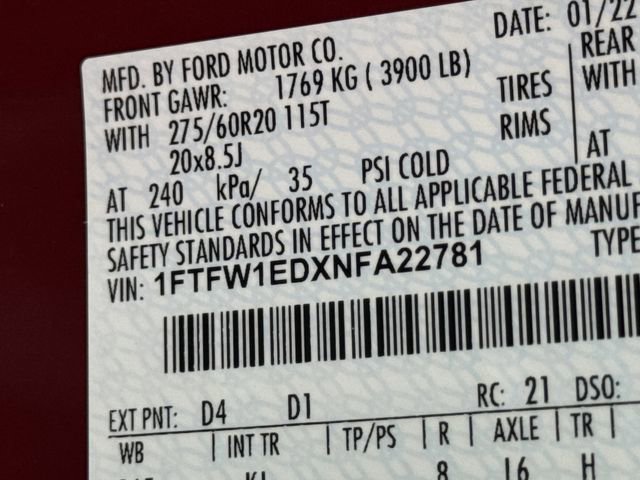 DATE: 01/22
MFD. BY FORD MOTOR CO.
FRONT GAWR: 1769 KG ( 3900 LB)
REAR
WITH 275/60R20 115T TIRES
WITH
20x8.5J RIMS
AT 240 kPa/ 35 PSI COLD
AT
THIS VEHICLE CONFORMS TO ALL APPLICABLE FEDERAL
SAFETY STANDARDS IN EFFECT ON THE DATE OF MANUF
VIN: 1FTFW1EDXNFA22781 TYPE
EXT PNT: D4 D1 RC: 21 DSO:
WB | INT TR | TP/PS | R | AXLE | TR |
8 16 H